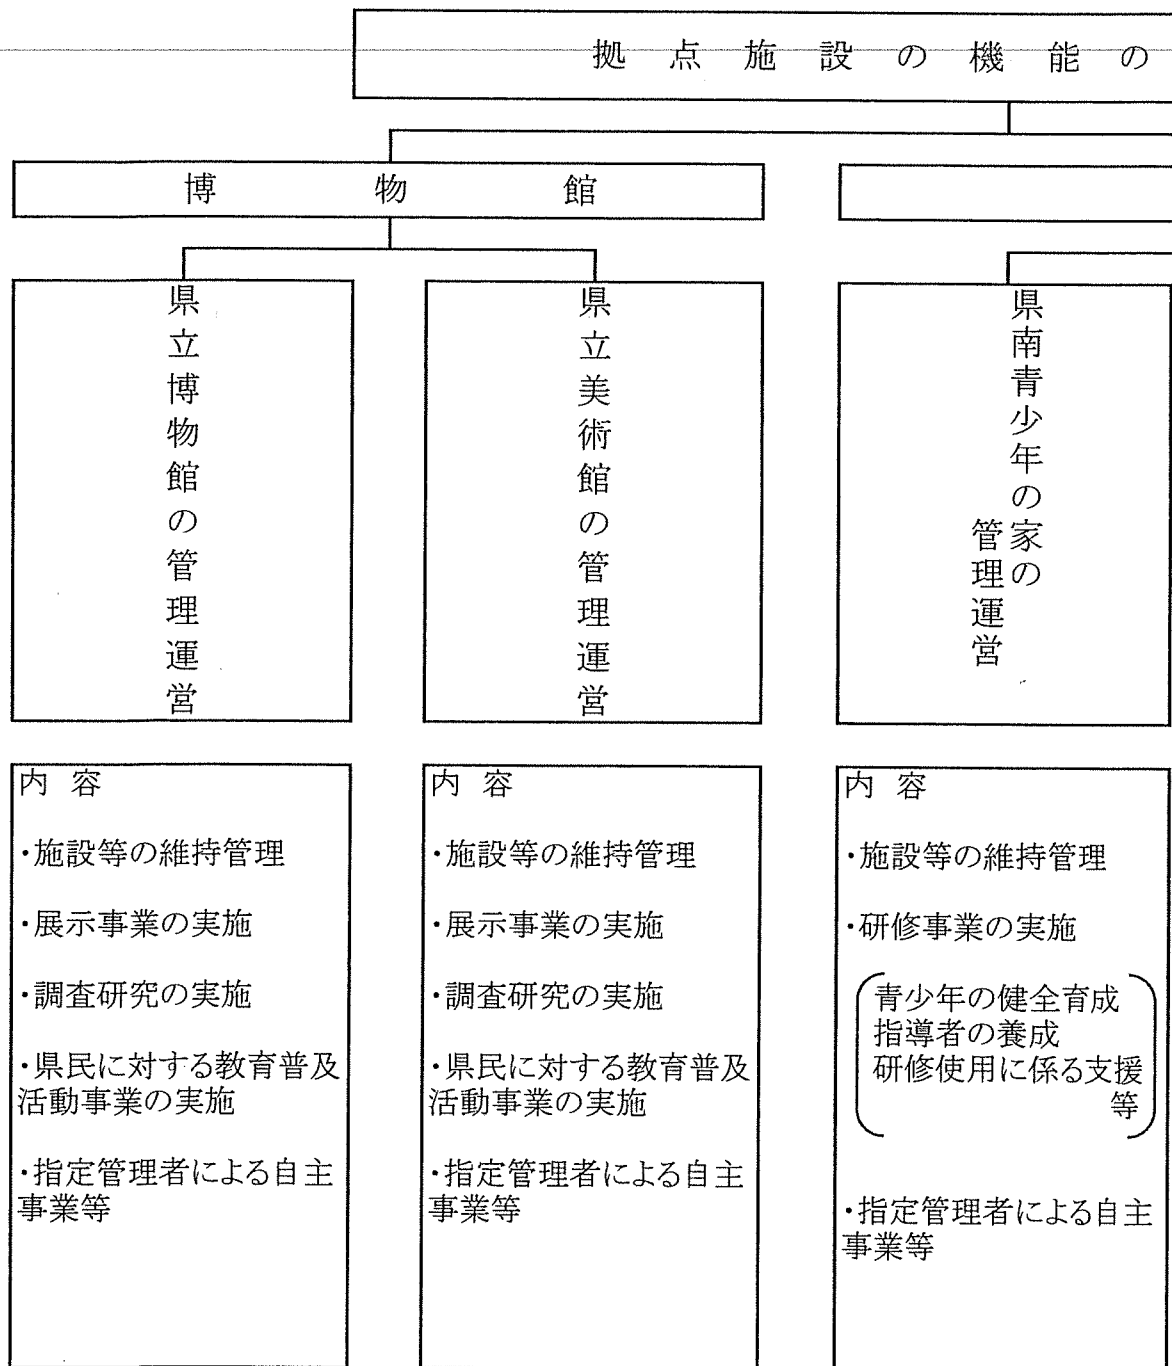 拠点施設の機能の
博物館
県立博物館の管理運営
県立美術館の管理運営
県南青少年の家の
管理運営
内容
・施設等の維持管理
・展示事業の実施
・調査研究の実施
・県民に対する教育普及
活動事業の実施
・指定管理者による自主
事業等
内容
・施設等の維持管理
・展示事業の実施
・調査研究の実施
・県民に対する教育普及
活動事業の実施
・指定管理者による自主
事業等
内容
・施設等の維持管理
・研修事業の実施
青少年の健全育成
指導者の養成
研修使用に係る支援
等
・指定管理者による自主
事業等